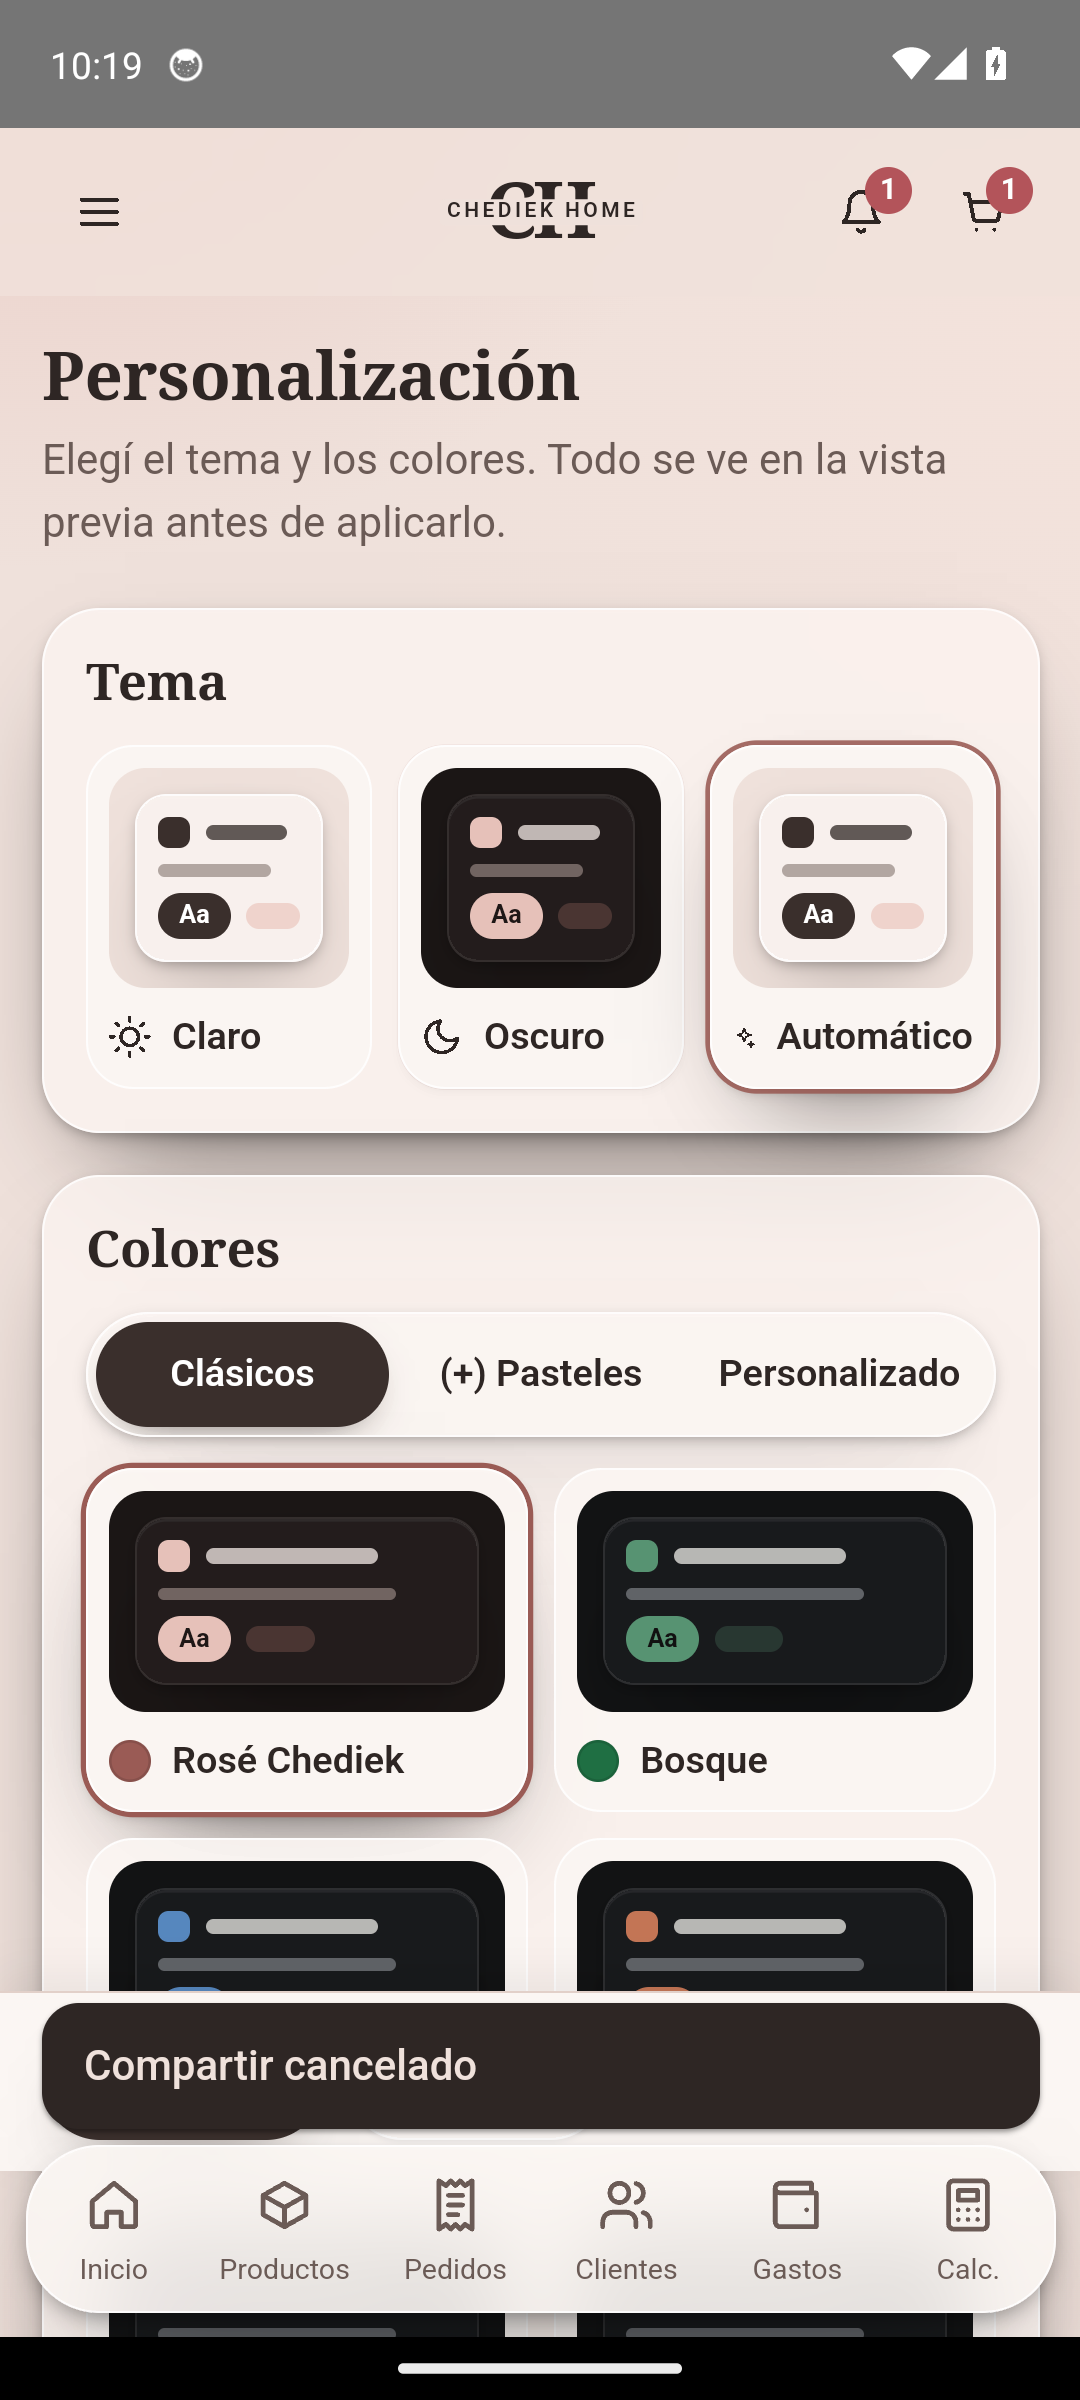 10:19
CH
CHEDIEK HOME
1
1
Personalización
Elegí el tema y los colores. Todo se ve en la vista
previa antes de aplicarlo.
Tema
Aa
Aa
Aa
Claro
Oscuro
Automático
Colores
Clásicos
(+) Pasteles
Personalizado
Aa
Aa
Rosé Chediek
Bosque
Compartir cancelado
Inicio
Productos
Pedidos
Clientes
Gastos
Calc.